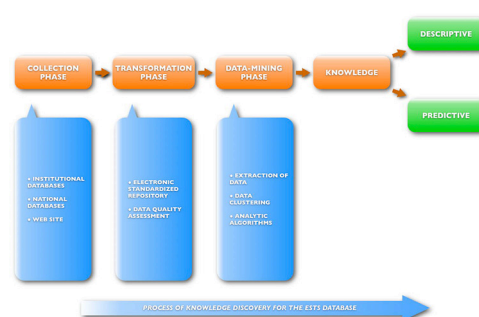 DESCRIPTIVE
COLLECTION
PHASE
TRANSFORMATION
PHASE
DATA-MINING
PHASE
KNOWLEDGE
PREDICTIVE
• INSTITUTIONAL
DATABASES
• NATIONAL
DATABASES
• WEB SITE
• ELECTRONIC
STANDARDIZED
REPOSITORY
• DATA QUALITY
ASSESSMENT
• EXTRACTION OF
DATA
• DATA
CLUSTERING
• ANALYTIC
ALGORITHMS
PROCESS OF KNOWLEDGE DISCOVERY FOR THE ESTS DATABASE